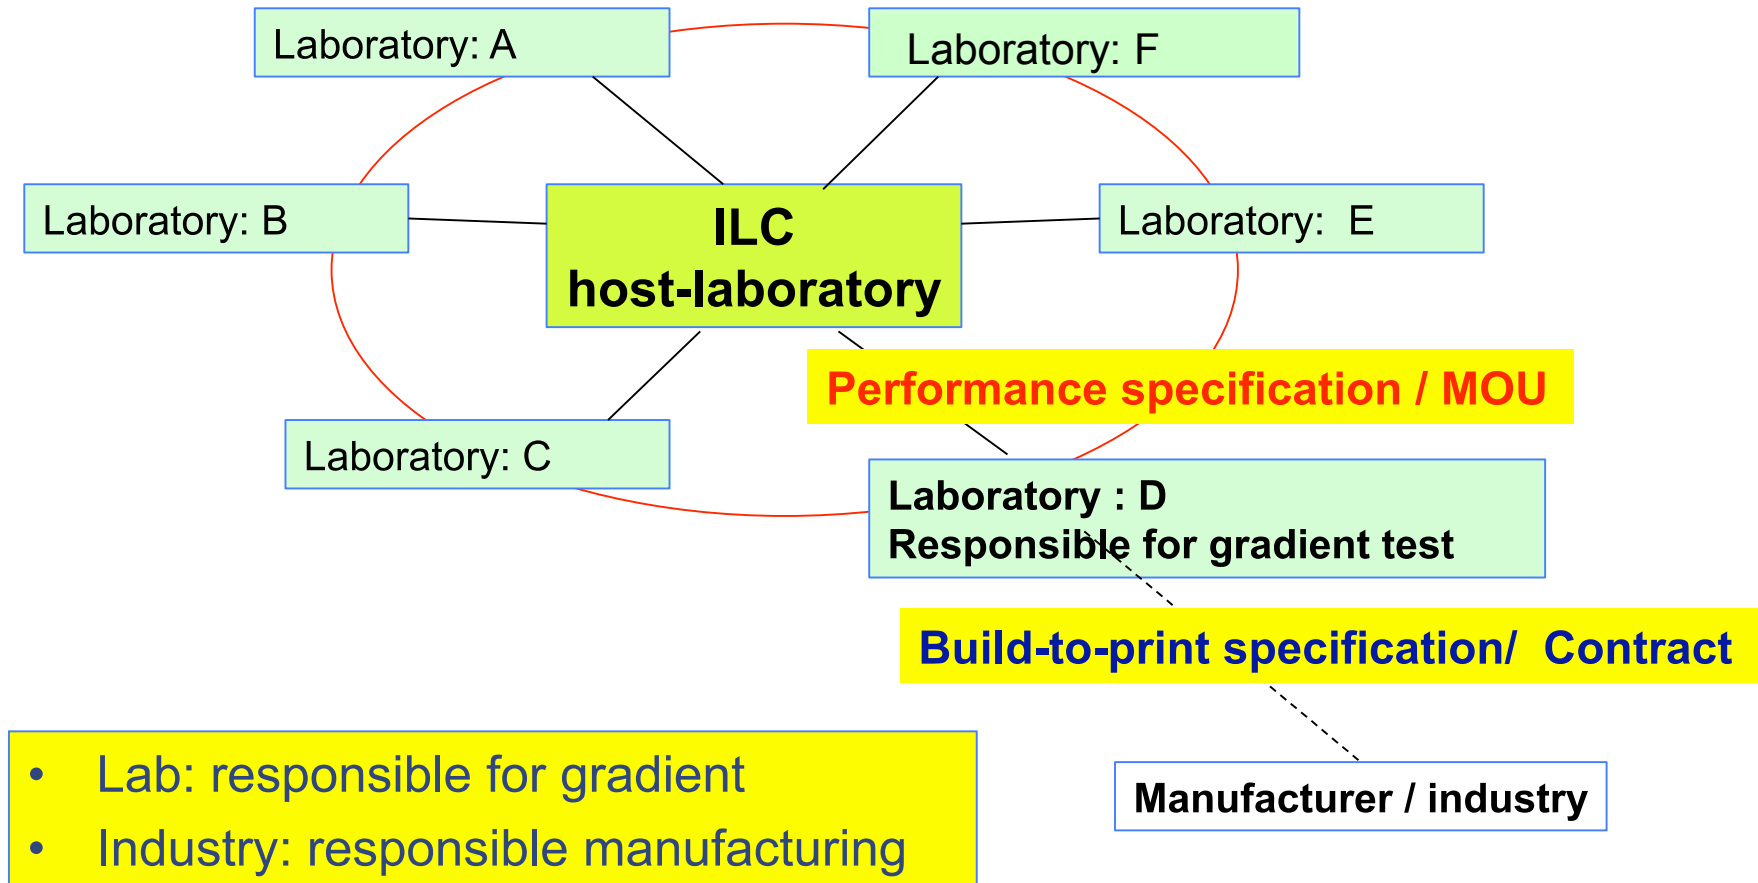 Laboratory: A
Laboratory: F
Laboratory: B
ILC
host-laboratory
Laboratory:  E
Performance specification / MOU
Laboratory: C
Laboratory : D
Responsible for gradient test
Build-to-print specification/  Contract
• Lab: responsible for gradient
• Industry: responsible manufacturing
Manufacturer / industry